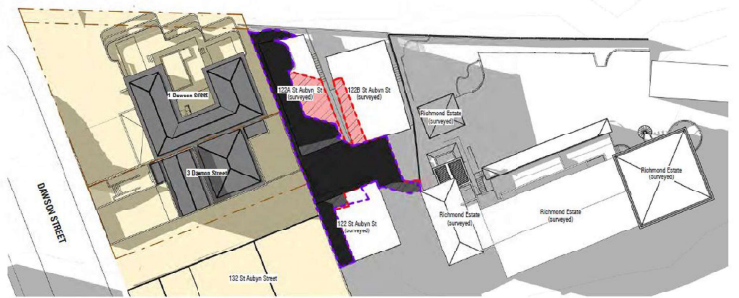 1 Dawson Street
3 Dawson Street
DAWSON STREET
122A St Aubyn St
(surveyed)
122B St Aubyn St
(surveyed)
122 St Aubyn St
(surveyed)
132 St Aubyn Street
Richmond Estate
(surveyed)
Richmond Estate
(surveyed)
Richmond Estate
(surveyed)
Richmond Estate
(surveyed)